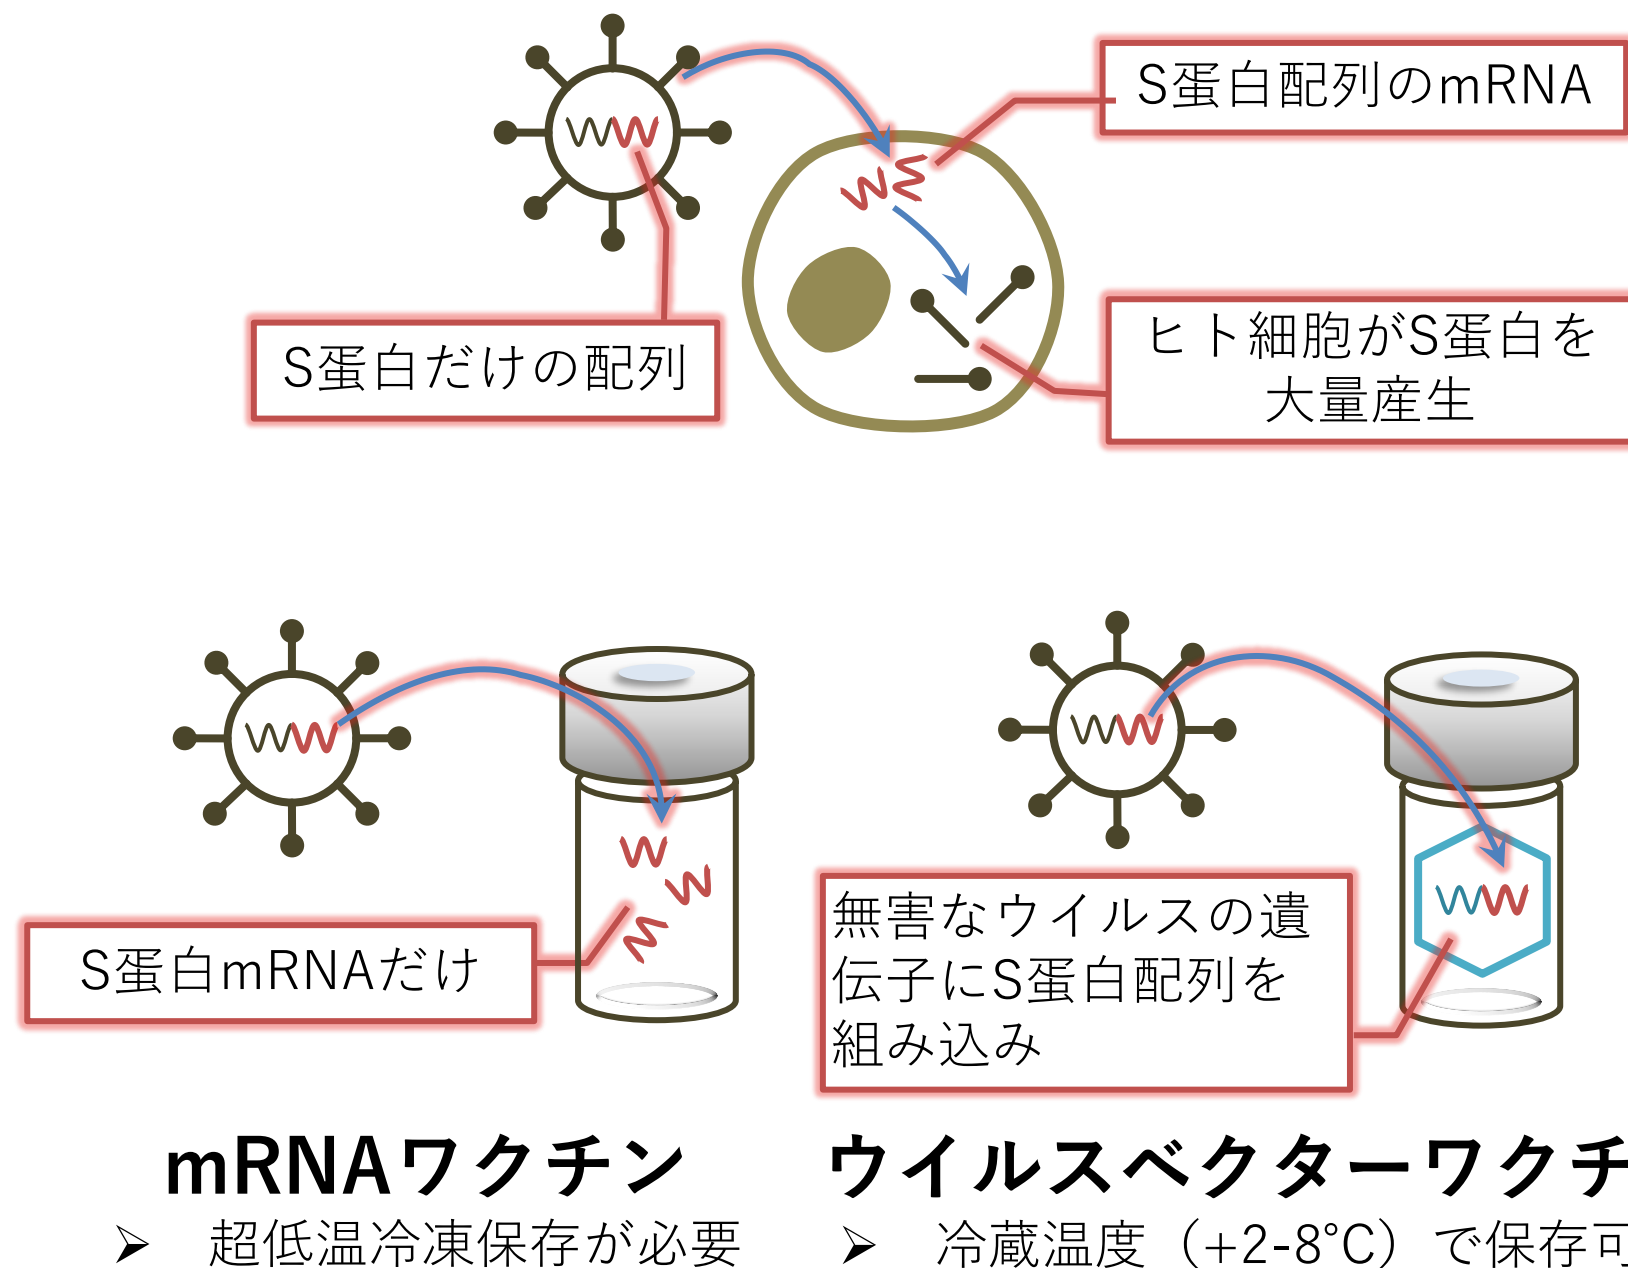 S蛋白配列のmRNA
S蛋白だけの配列
ヒト細胞がS蛋白を
大量産生
S蛋白mRNAだけ
無害なウイルスの遺
伝子にS蛋白配列を
組み込み
mRNAワクチン
➢ 超低温冷凍保存が必要
ウイルスベクターワクチ
➢ 冷蔵温度（+2-8°C）で保存可